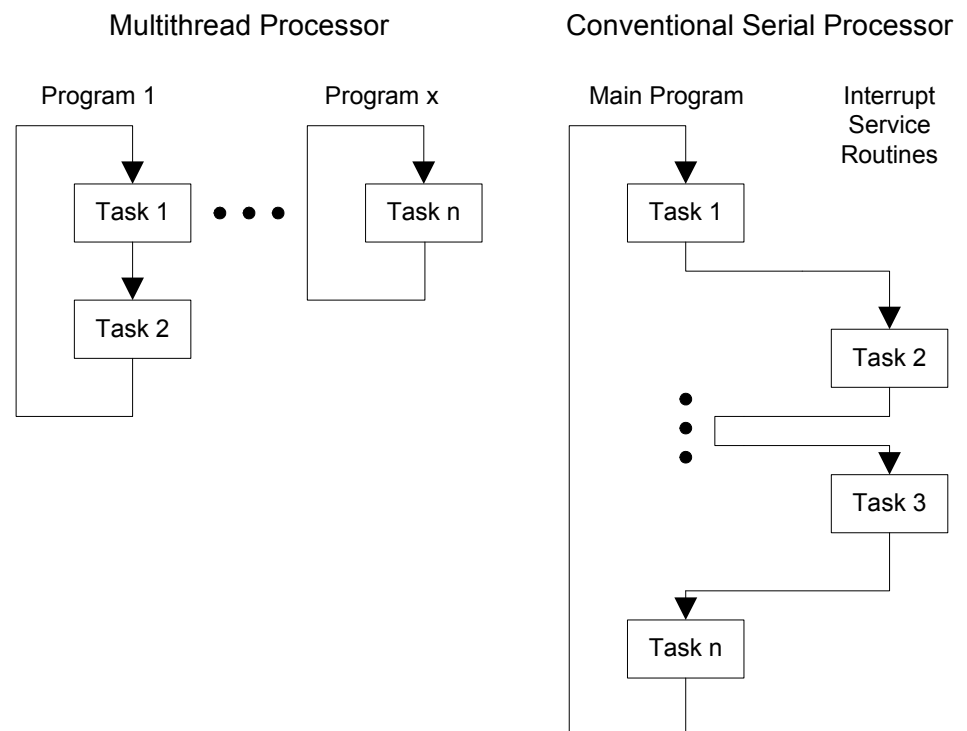 Multithread Processor
Conventional Serial Processor
Program 1
Program x
Main Program
Interrupt
Service
Routines
Task 1
Task n
Task 2
Task 1
Task 2
Task 3
Task n